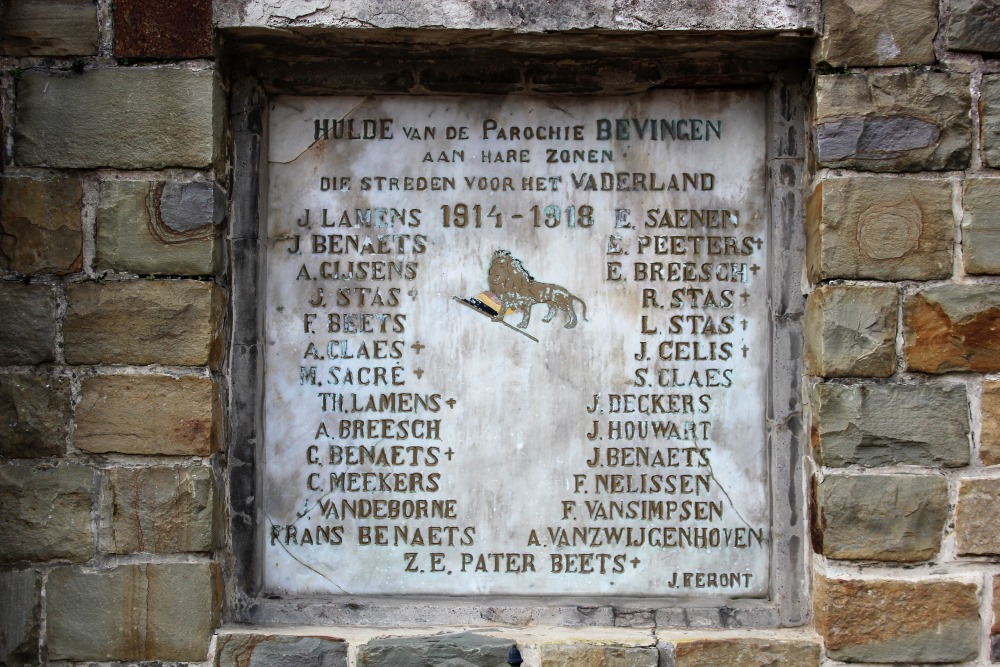 HULDE VAN DE PAROCHIE BEVINGEN
AAN HARE ZONEN
DIE STREDEN VOOR HET VADERLAND
1914 - 1918
J. LAMENS
J. BENAETS
A. GIJSENS
J. STAS +
F. BEETS
A. CLAES +
M. SACRÉ +
TH. LAMENS +
A. BREESCH
G. BENAETS +
C. MEEKERS
J. VANDEBORNE
FRANS BENAETS
E. SAENEN
E. PEETERS +
E. BREESCH +
R. STAS +
L. STAS +
J. CELIS +
S. CLAES
J. DECKERS
J. HOUWART
J. BENAETS
F. NELISSEN
F. VANSIMPSEN
A. VANZWIJGENHOVEN
Z.E. PATER BEETS +
J. FERONT